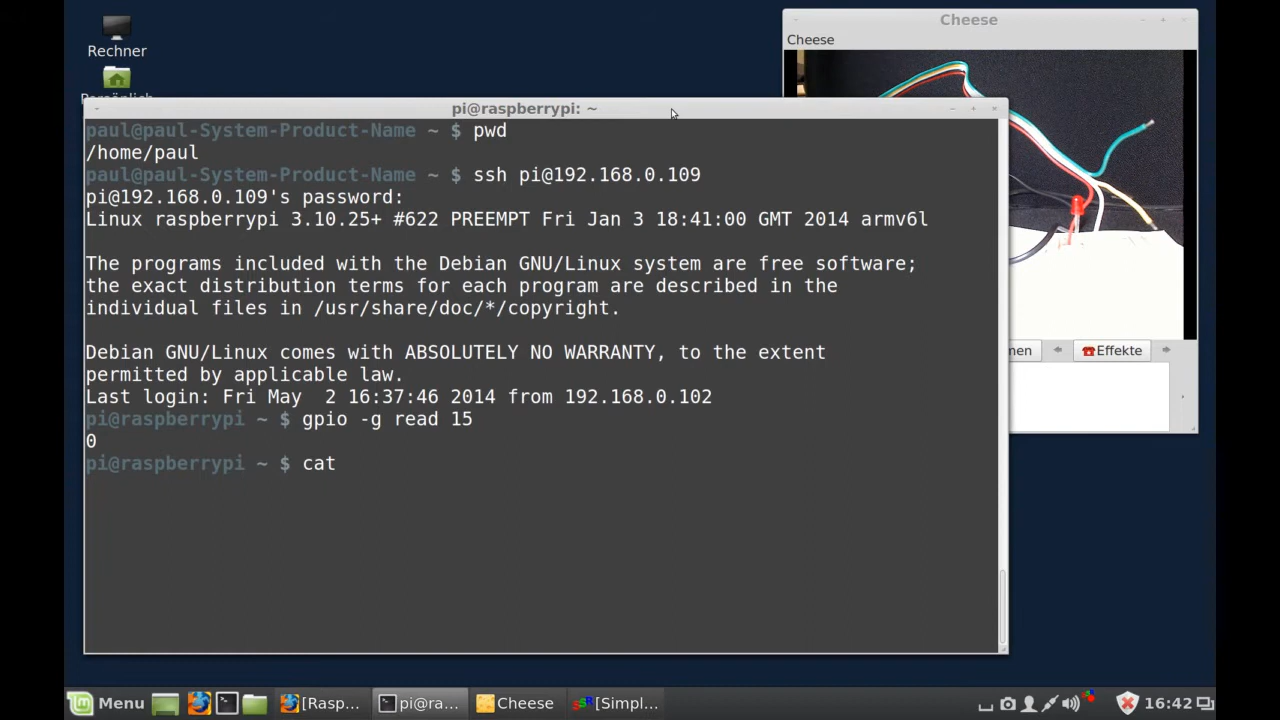 Rechner
Persönlich
Cheese
Cheese
pi@raspberrypi: ~
paul@paul-System-Product-Name ~ $ pwd
/home/paul
paul@paul-System-Product-Name ~ $ ssh pi@192.168.0.109
pi@192.168.0.109's password:
Linux raspberrypi 3.10.25+ #622 PREEMPT Fri Jan 3 18:41:00 GMT 2014 armv6l
The programs included with the Debian GNU/Linux system are free software;
the exact distribution terms for each program are described in the
individual files in /usr/share/doc/*/copyright.
Debian GNU/Linux comes with ABSOLUTELY NO WARRANTY, to the extent
permitted by applicable law.
Last login: Fri May  2 16:37:46 2014 from 192.168.0.102
pi@raspberrypi ~ $ gpio -g read 15
0
pi@raspberrypi ~ $ cat
men
Effekte
Menu
[Rasp...
pi@ra...
Cheese
[Simpl...
16:42